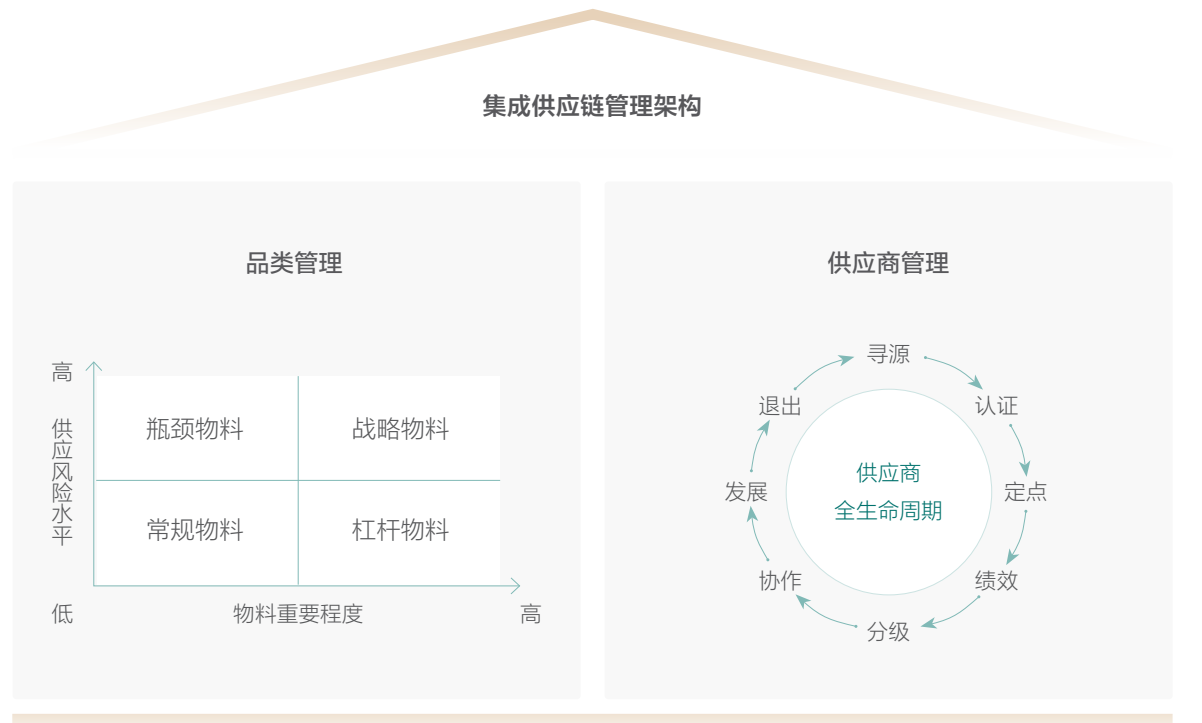 集成供应链管理架构
品类管理
高
供应风险水平
瓶颈物料
战略物料
常规物料
杠杆物料
低
物料重要程度
高
供应商管理
寻源
认证
定点
绩效
分级
协作
发展
退出
供应商
全生命周期